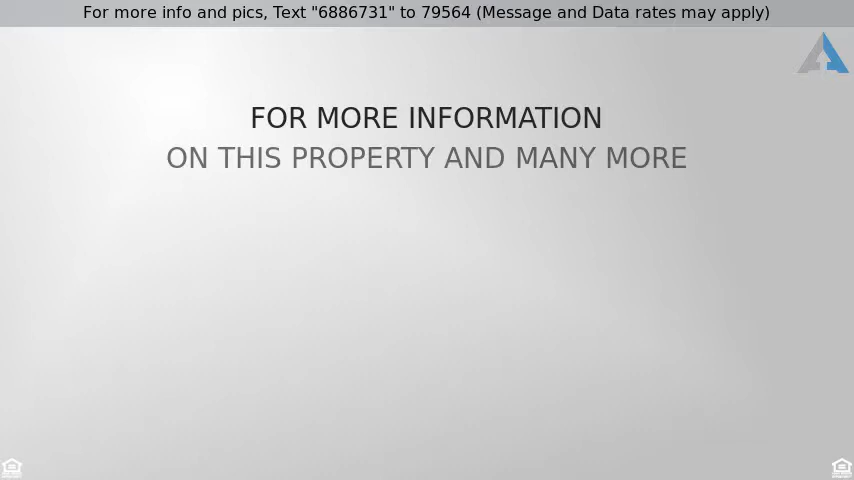 For more info and pics, Text "6886731" to 79564 (Message and Data rates may apply)
FOR MORE INFORMATION
ON THIS PROPERTY AND MANY MORE